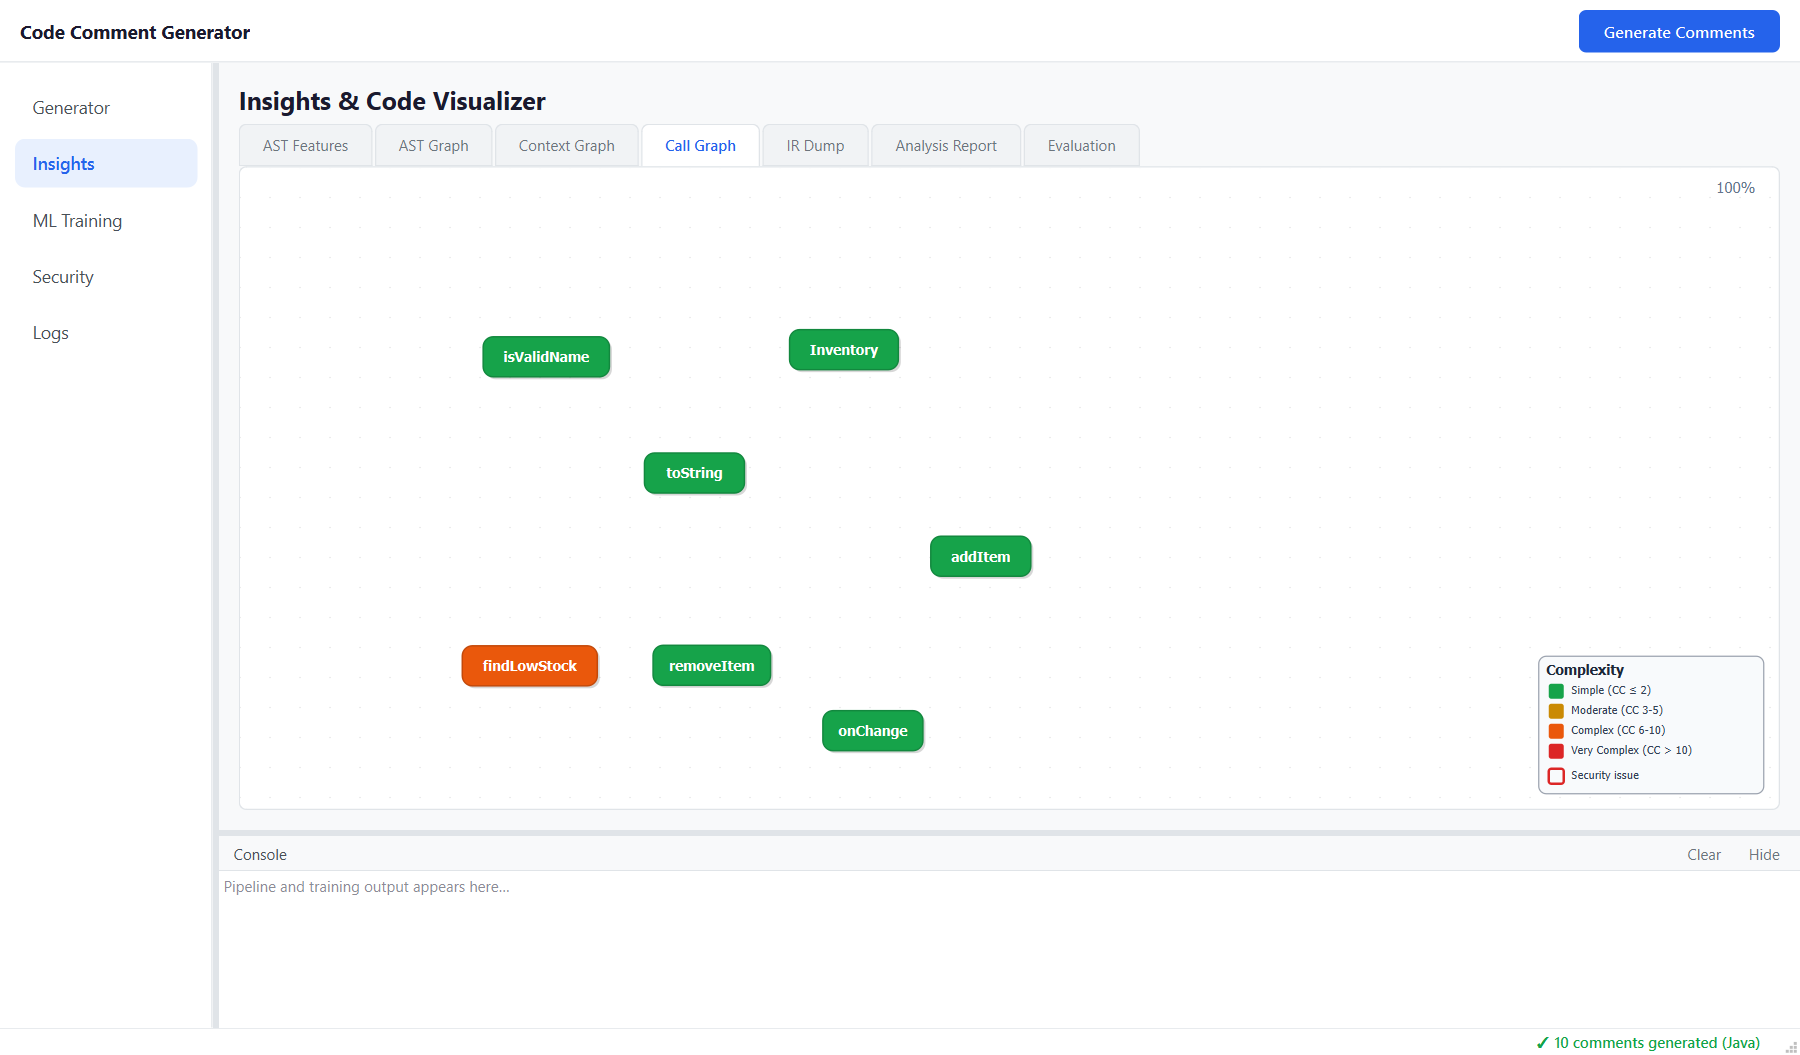 Code Comment Generator
Generate Comments
Generator
Insights
ML Training
Security
Logs
Insights & Code Visualizer
AST Features
AST Graph
Context Graph
Call Graph
IR Dump
Analysis Report
Evaluation
100%
isValidName
Inventory
toString
addItem
findLowStock
removeItem
onChange
Complexity
Simple (CC ≤ 2)
Moderate (CC 3-5)
Complex (CC 6-10)
Very Complex (CC > 10)
Security issue
Console
Clear
Hide
Pipeline and training output appears here...
✓ 10 comments generated (Java)